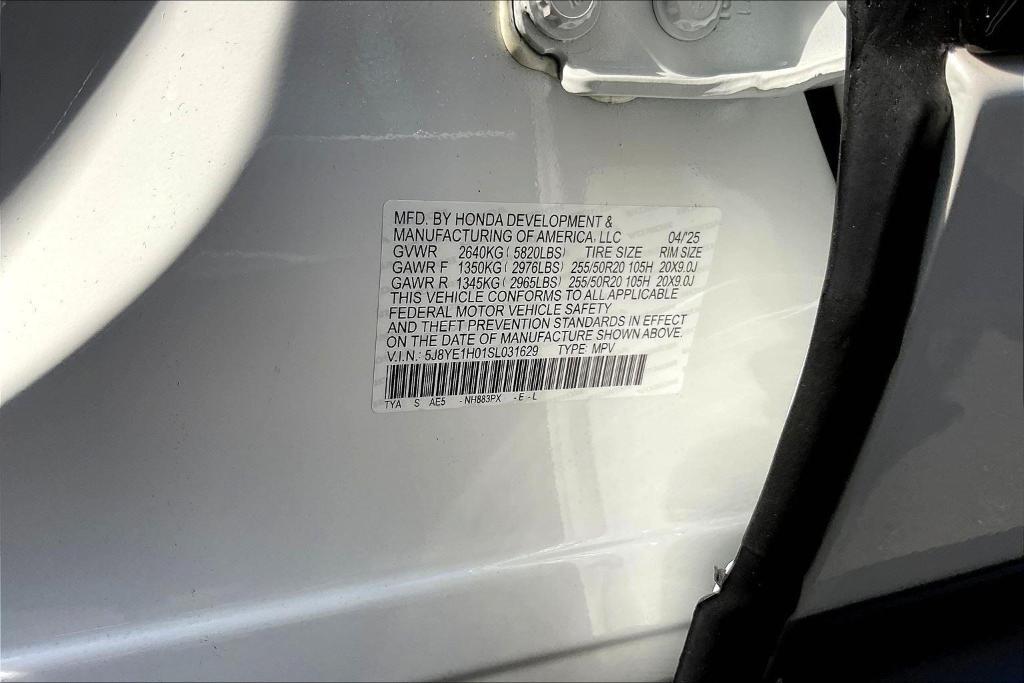 MFD. BY HONDA DEVELOPMENT &
MANUFACTURING OF AMERICA, LLC 04/'25
GVWR 2640KG ( 5820LBS) TIRE SIZE RIM SIZE
GAWR F 1350KG ( 2976LBS) 255/50R20 105H 20X9.0J
GAWR R 1345KG ( 2965LBS) 255/50R20 105H 20X9.0J
THIS VEHICLE CONFORMS TO ALL APPLICABLE
FEDERAL MOTOR VEHICLE SAFETY
AND THEFT PREVENTION STANDARDS IN EFFECT
ON THE DATE OF MANUFACTURE SHOWN ABOVE.
V.I.N.: 5J8YE1H01SL031629 TYPE: MPV
TYA S AE5 - NH883PX - E - L